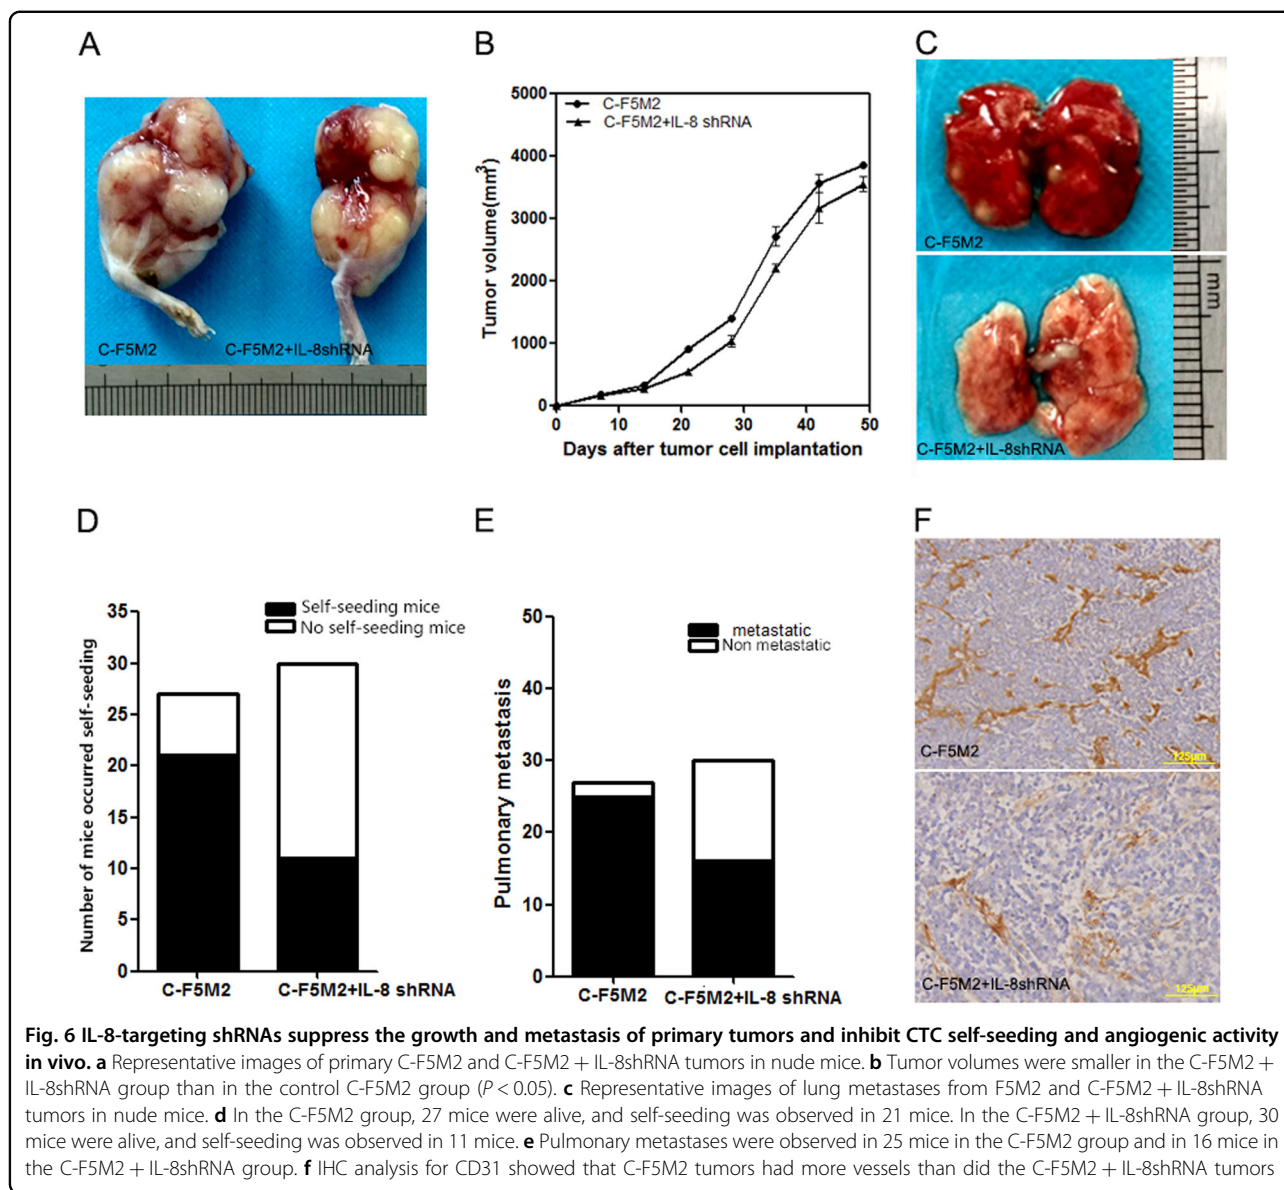 A
C-F5M2
C-F5M2+IL-8shRNA
B
C-F5M2
C-F5M2+IL-8 shRNA
Tumor volume(mm³)
5000
4000
3000
2000
1000
0
0 10 20 30 40 50
Days after tumor cell implantation
C
C-F5M2
C-F5M2+IL-8shRNA
mm
D
Self-seeding mice
No self-seeding mice
Number of mice occurred self-seeding
35
30
25
20
15
10
5
0
C-F5M2 C-F5M2+IL-8 shRNA
E
metastatic
Non metastatic
Pulmonary metastasis
50
40
30
20
10
0
C-F5M2 C-F5M2+IL-8 shRNA
F
C-F5M2
125µm
C-F5M2+IL-8shRNA
125µm
Fig. 6 IL-8-targeting shRNAs suppress the growth and metastasis of primary tumors and inhibit CTC self-seeding and angiogenic activity
in vivo. a Representative images of primary C-F5M2 and C-F5M2 + IL-8shRNA tumors in nude mice. b Tumor volumes were smaller in the C-F5M2 +
IL-8shRNA group than in the control C-F5M2 group (P < 0.05). c Representative images of lung metastases from F5M2 and C-F5M2 + IL-8shRNA
tumors in nude mice. d In the C-F5M2 group, 27 mice were alive, and self-seeding was observed in 21 mice. In the C-F5M2 + IL-8shRNA group, 30
mice were alive, and self-seeding was observed in 11 mice. e Pulmonary metastases were observed in 25 mice in the C-F5M2 group and in 16 mice in
the C-F5M2 + IL-8shRNA group. f IHC analysis for CD31 showed that C-F5M2 tumors had more vessels than did the C-F5M2 + IL-8shRNA tumors